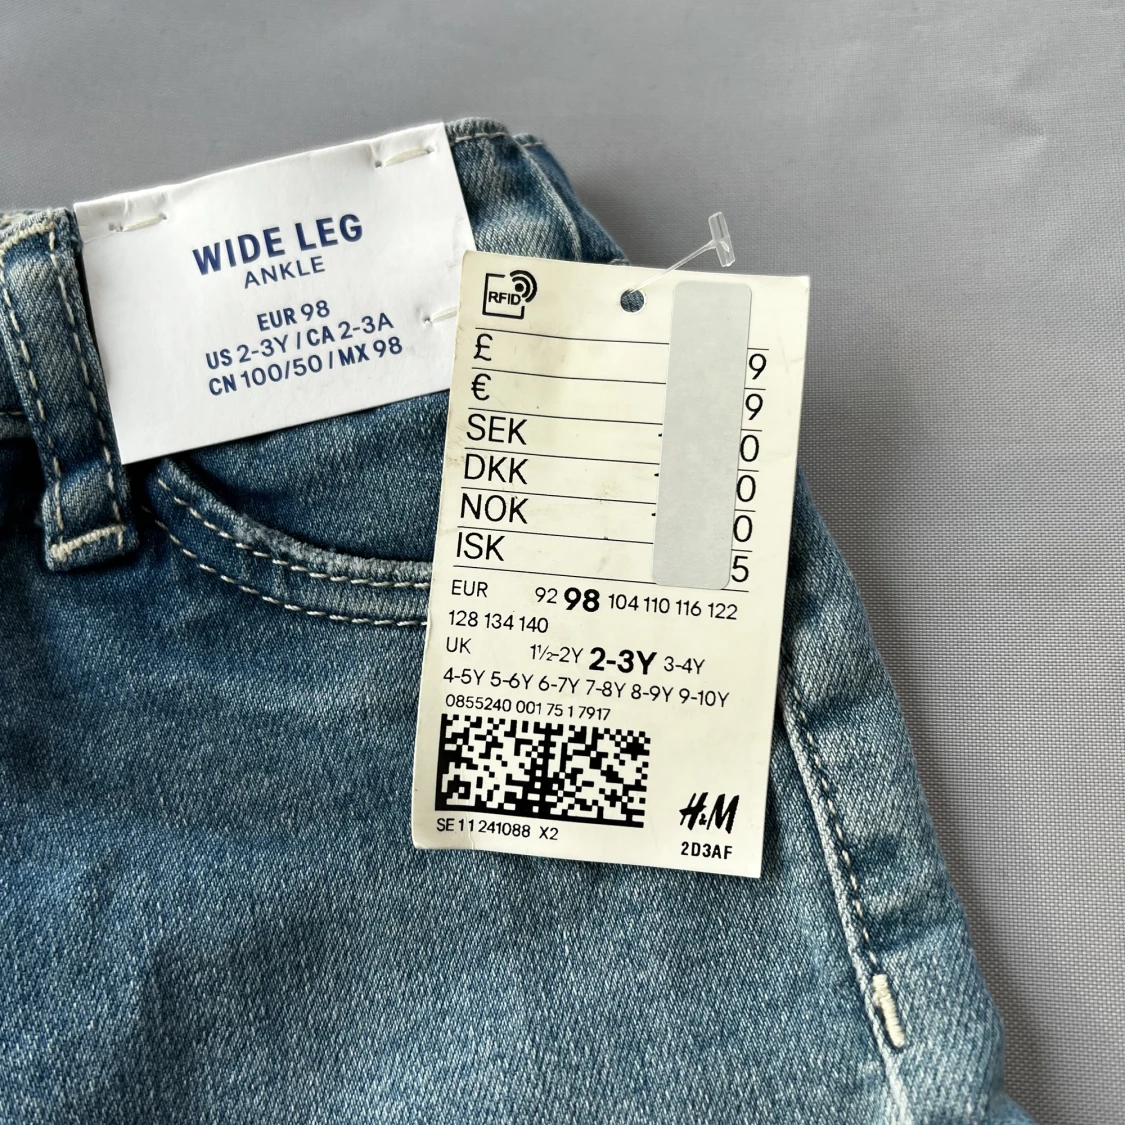 WIDE LEG
ANKLE
EUR 98
US 2-3Y / CA 2-3A
CN 100/50 / MX 98
RFID
£ 9
€ 9
SEK 0
DKK 0
NOK 0
ISK 5
EUR 92 98 104 110 116 122
128 134 140
UK 1½-2Y 2-3Y 3-4Y
4-5Y 5-6Y 6-7Y 7-8Y 8-9Y 9-10Y
0855240 001 75 1 7917
SE 11241088 X2
H&M
2D3AF